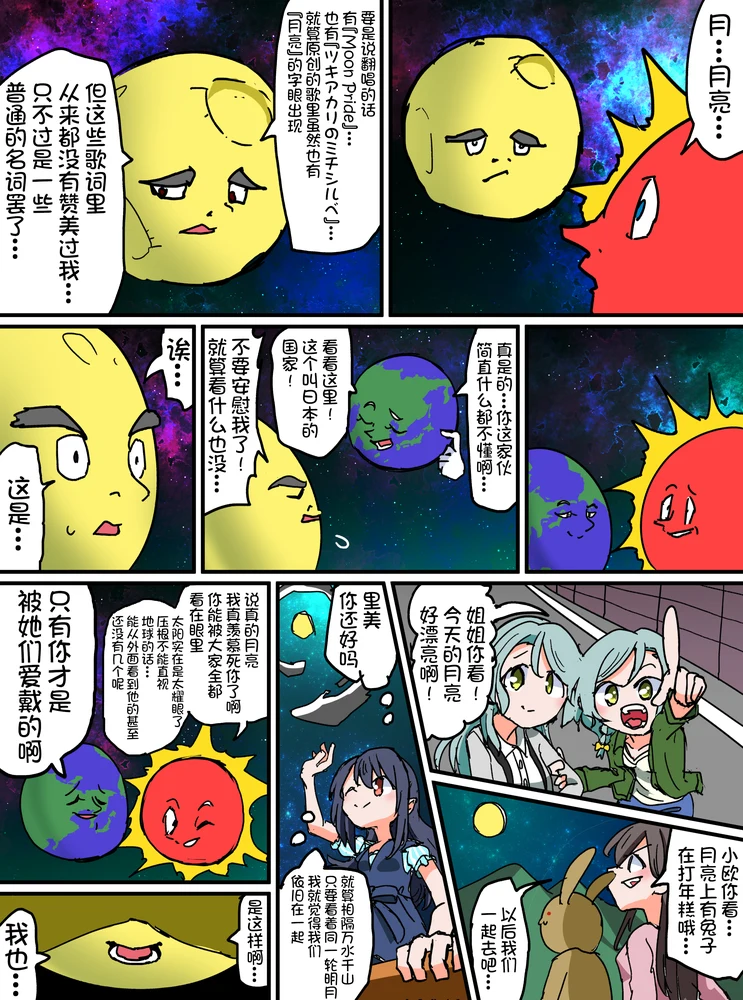 月…月亮…
要是说翻唱的话
有『Moon Pride』…
也有『ツキアカリのミチシルベ』…
就算原创的歌里虽然也有
『月亮』的字眼出现
但这些歌词里
从来都没有赞美过我…
只不过是一些
普通的名词罢了…
真是的…你这家伙
简直什么都不懂啊…
看看这里！
这个叫日本的
国家！
不要安慰我了！
就算看什么也没…
诶…
这是…
姐姐你看！
今天的月亮
好漂亮啊！
小欧你看…
月亮上有兔子
在打年糕哦…
以后我们
一起去吧…
里美
你还好吗
就算相隔万水千山
只要看着同一轮明月
我就觉得我们
依旧在一起
说真的月亮
我真羡慕死你了啊
你能被大家全都
看在眼里
太阳实在是太耀眼了
压根不能直视
地球的话…
能从外面看到他的甚至
还没有几个呢
只有你才是
被她们爱戴的啊
是这样啊…
我也…